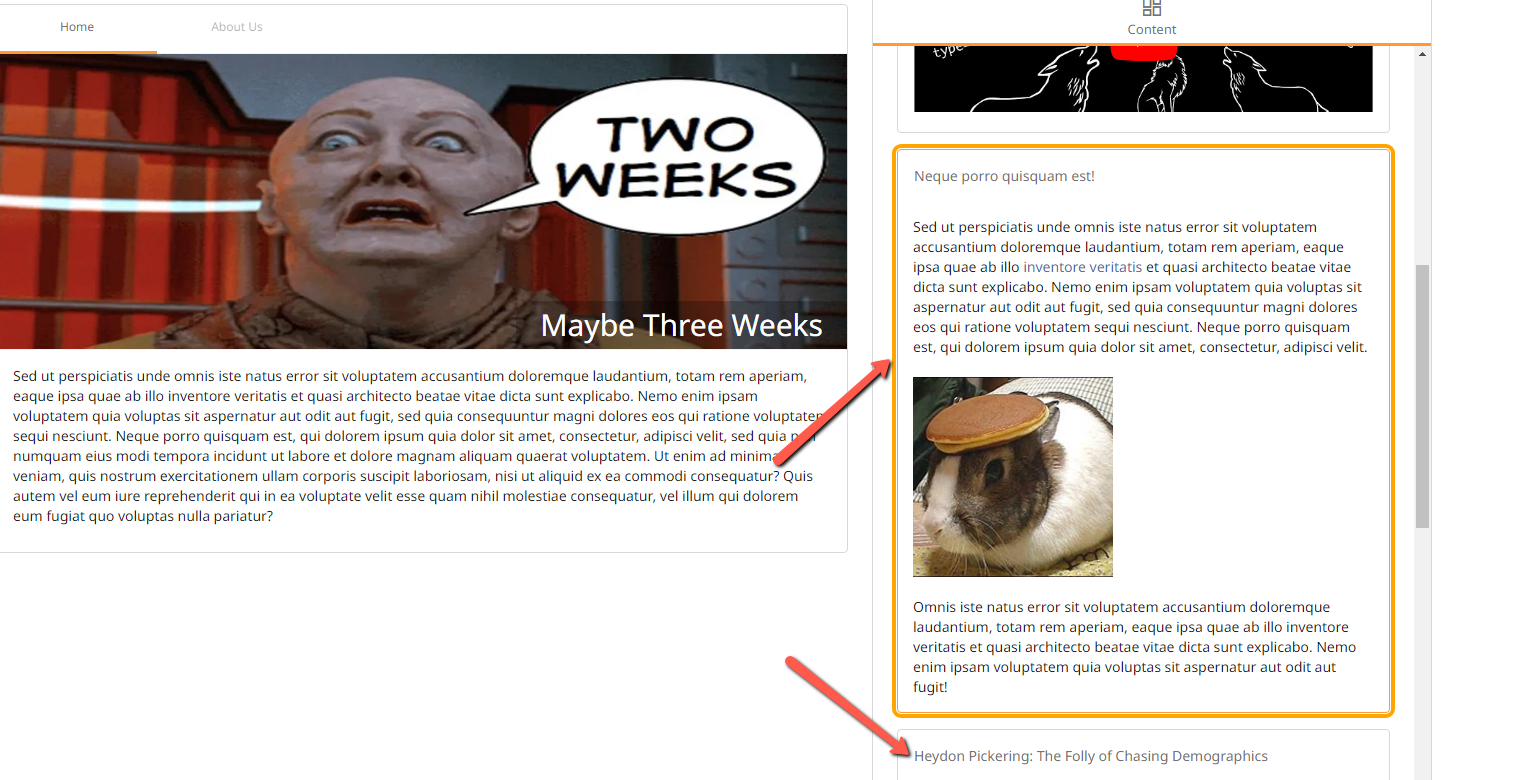 Home
About Us
TWO
WEEKS
Maybe Three Weeks
Sed ut perspiciatis unde omnis iste natus error sit voluptatem accusantium doloremque laudantium, totam rem aperiam,
eaque ipsa quae ab illo inventore veritatis et quasi architecto beatae vitae dicta sunt explicabo. Nemo enim ipsam
voluptatem quia voluptas sit aspernatur aut odit aut fugit, sed quia consequuntur magni dolores eos qui ratione voluptatem
sequi nesciunt. Neque porro quisquam est, qui dolorem ipsum quia dolor sit amet, consectetur, adipisci velit, sed quia
numquam eius modi tempora incidunt ut labore et dolore magnam aliquam quaerat voluptatem. Ut enim ad minima
veniam, quis nostrum exercitationem ullam corporis suscipit laboriosam, nisi ut aliquid ex ea commodi consequatur? Quis
autem vel eum iure reprehenderit qui in ea voluptate velit esse quam nihil molestiae consequatur, vel illum qui dolorem
eum fugiat quo voluptas nulla pariatur?
Content
Neque porro quisquam est!
Sed ut perspiciatis unde omnis iste natus error sit voluptatem
accusantium doloremque laudantium, totam rem aperiam, eaque
ipsa quae ab illo inventore veritatis et quasi architecto beatae vitae
dicta sunt explicabo. Nemo enim ipsam voluptatem quia voluptas sit
aspernatur aut odit aut fugit, sed quia consequuntur magni dolores
eos qui ratione voluptatem sequi nesciunt. Neque porro quisquam
est, qui dolorem ipsum quia dolor sit amet, consectetur, adipisci velit.
Omnis iste natus error sit voluptatem accusantium doloremque
laudantium, totam rem aperiam, eaque ipsa quae ab illo inventore
veritatis et quasi architecto beatae vitae dicta sunt explicabo. Nemo
enim ipsam voluptatem quia voluptas sit aspernatur aut odit aut
fugit!
Heydon Pickering: The Folly of Chasing Demographics